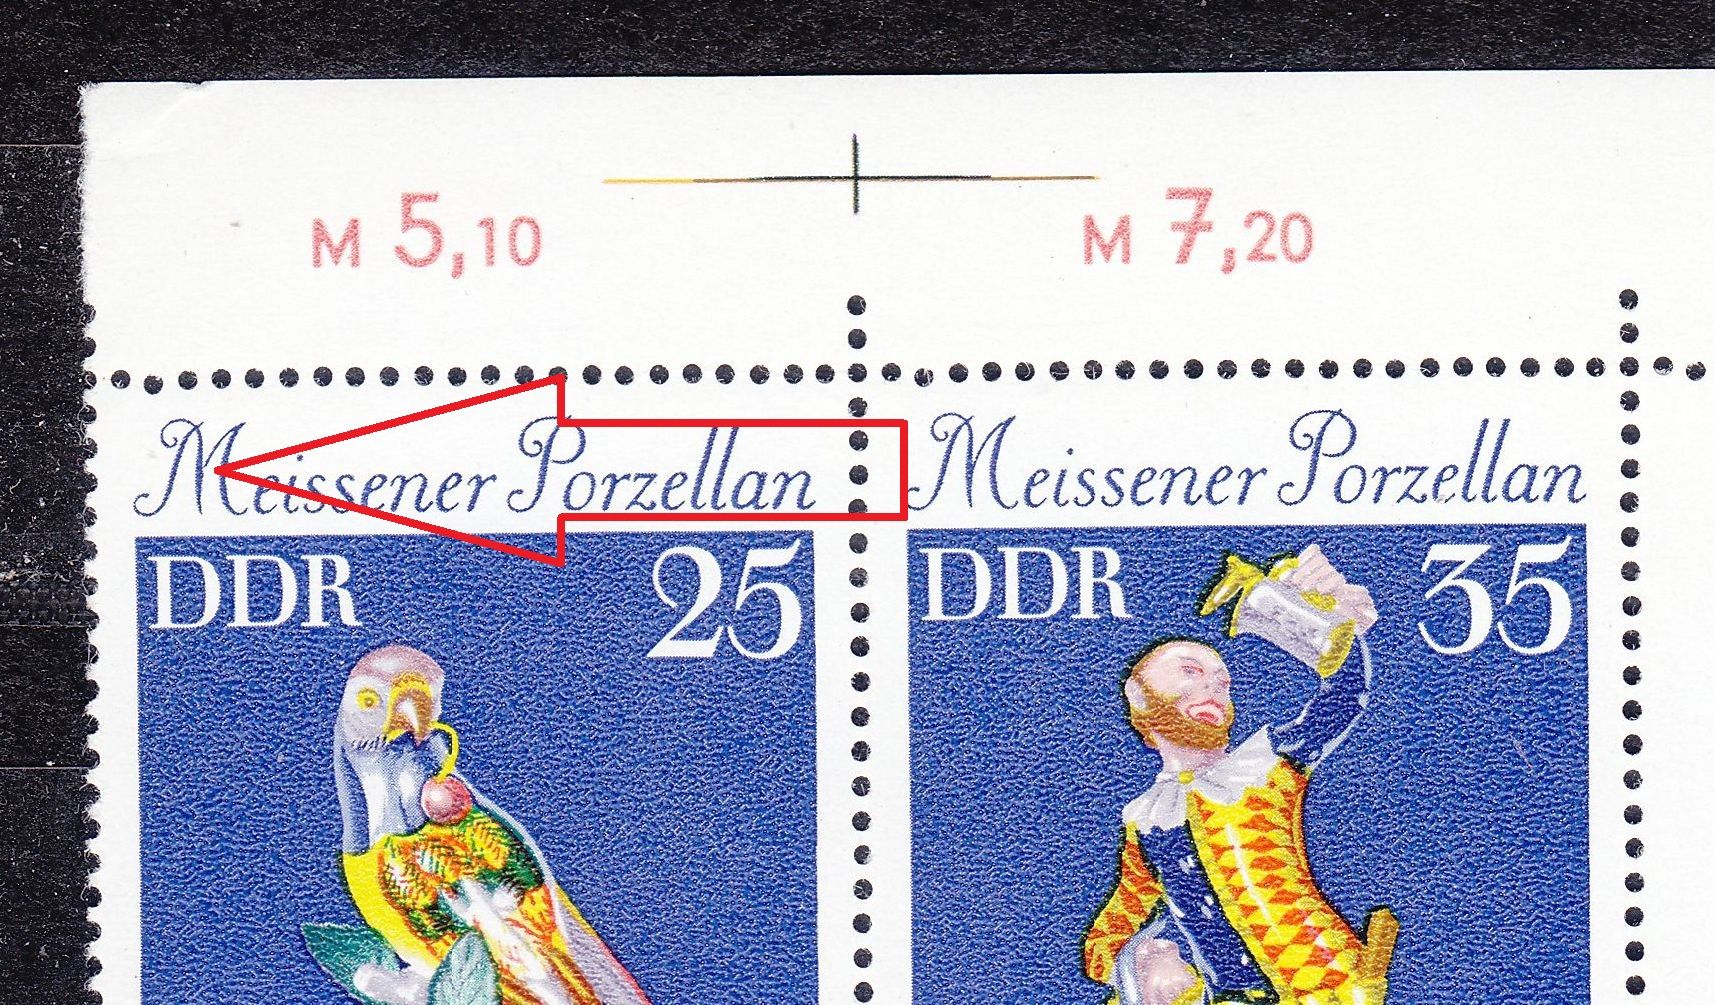 M 5,10 M 7,20
Meissener Porzellan Meissener Porzellan
DDR 25 DDR 35